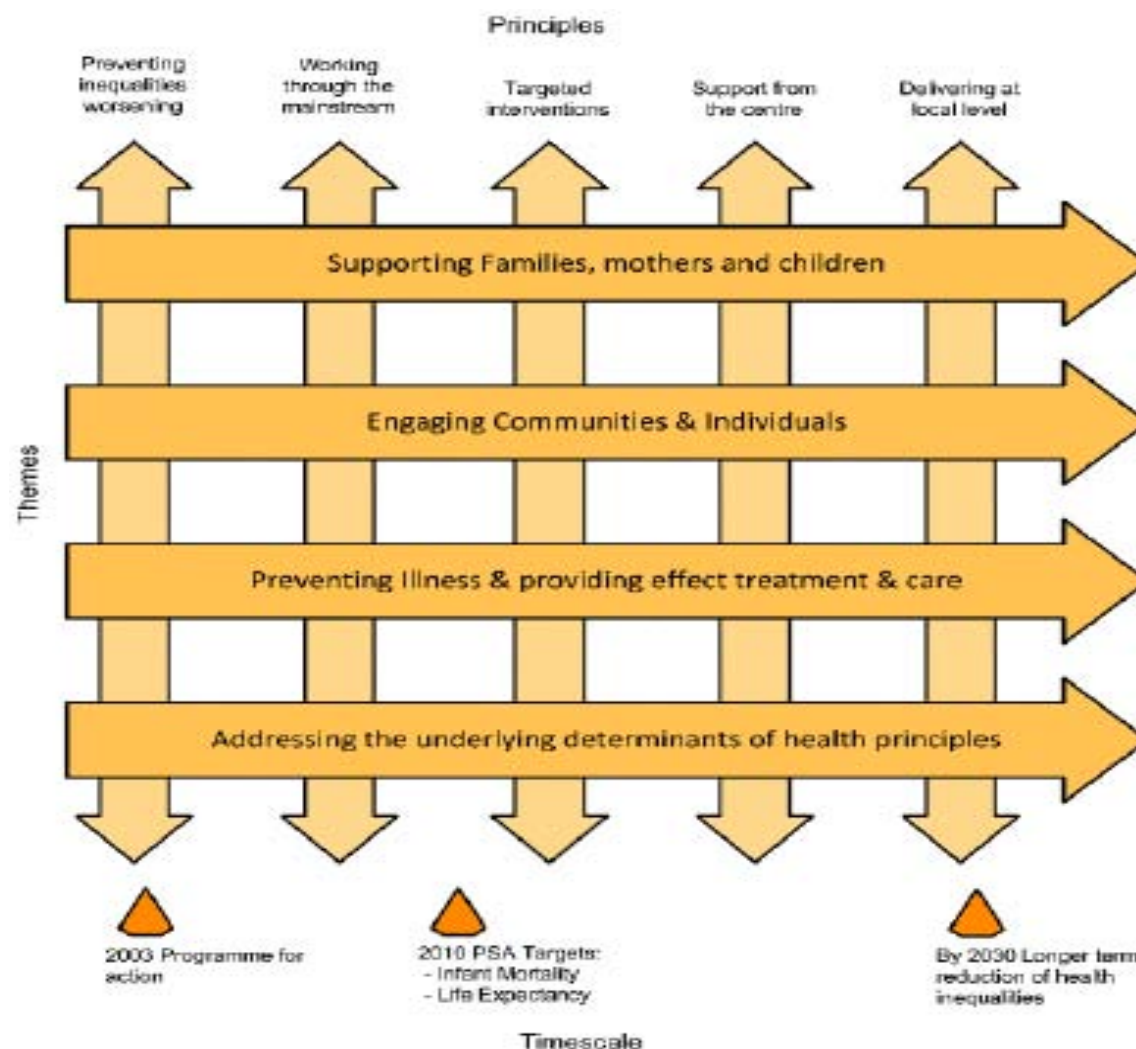 Principles
Preventing
inequalities
worsening
Working
through the
mainstream
Targeted
interventions
Support from
the centre
Delivering at
local level
Supporting Families, mothers and children
Engaging Communities & Individuals
Themes
Preventing Illness & providing effect treatment & care
Addressing the underlying determinants of health principles
2003 Programme for
action
2010 PSA Targets:
- Infant Mortality
- Life Expectancy
By 2030 Longer term
reduction of health
inequalities
Timescale